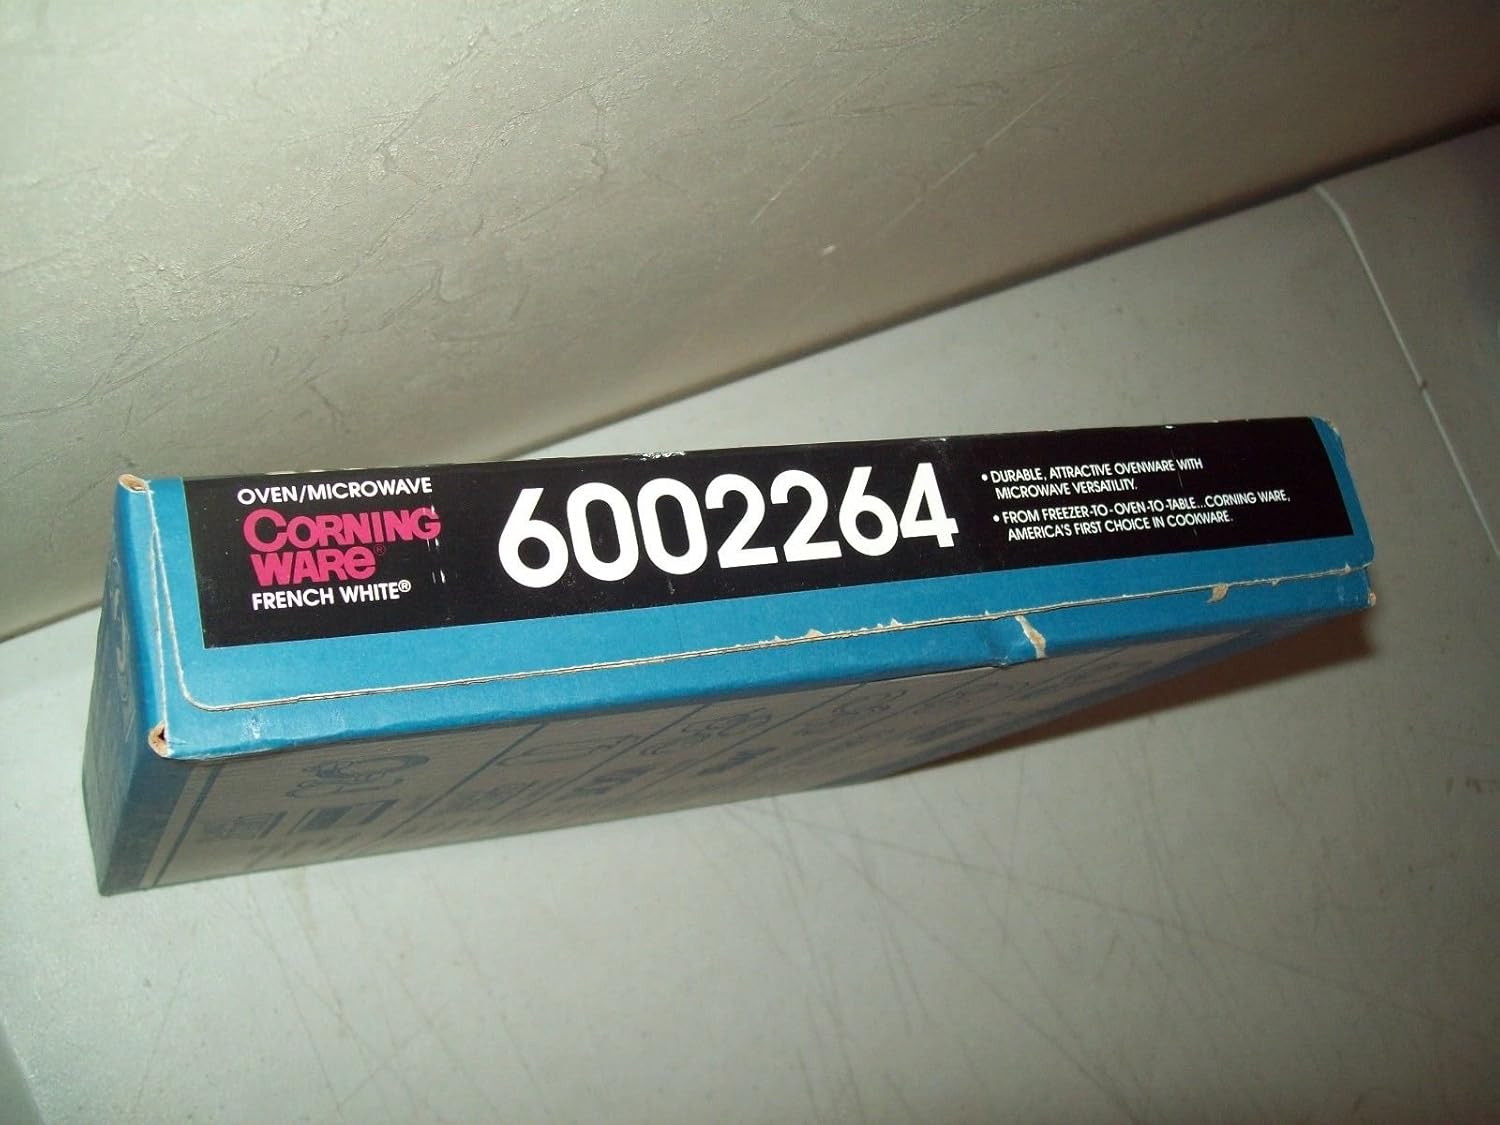 OVEN/MICROWAVE
CORNING
WARE®
FRENCH WHITE®
6002264
• DURABLE, ATTRACTIVE OVENWARE WITH
MICROWAVE VERSATILITY.
• FROM FREEZER-TO-OVEN-TO-TABLE...CORNING WARE,
AMERICA'S FIRST CHOICE IN COOKWARE.